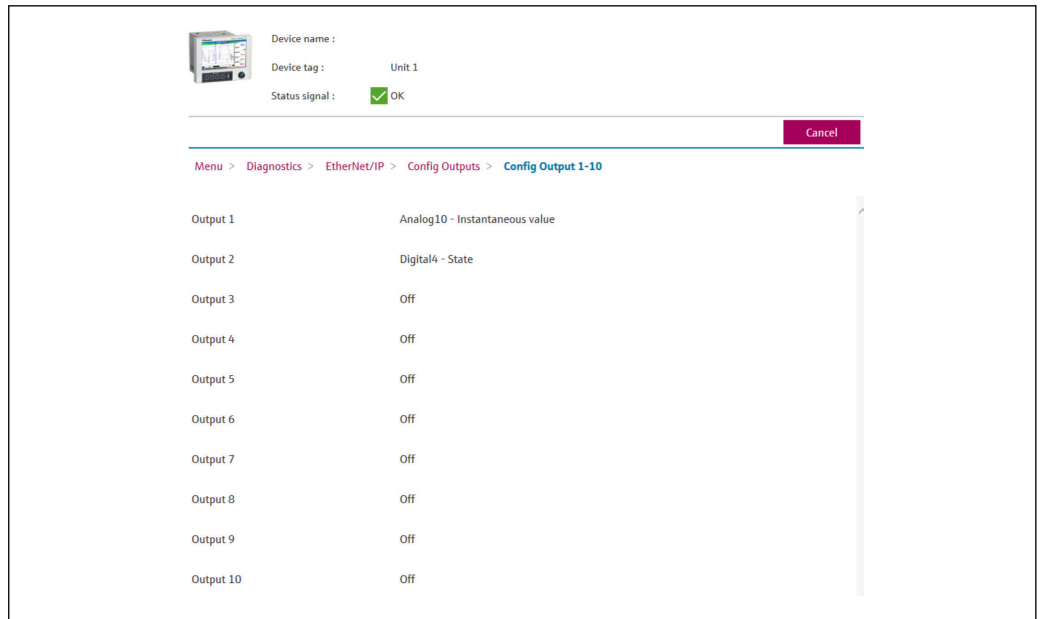 Device name :
Device tag : Unit 1
Status signal : OK
Cancel
Menu > Diagnostics > EtherNet/IP > Config Outputs > Config Output 1-10
Output 1 Analog10 - Instantaneous value
Output 2 Digital4 - State
Output 3 Off
Output 4 Off
Output 5 Off
Output 6 Off
Output 7 Off
Output 8 Off
Output 9 Off
Output 10 Off